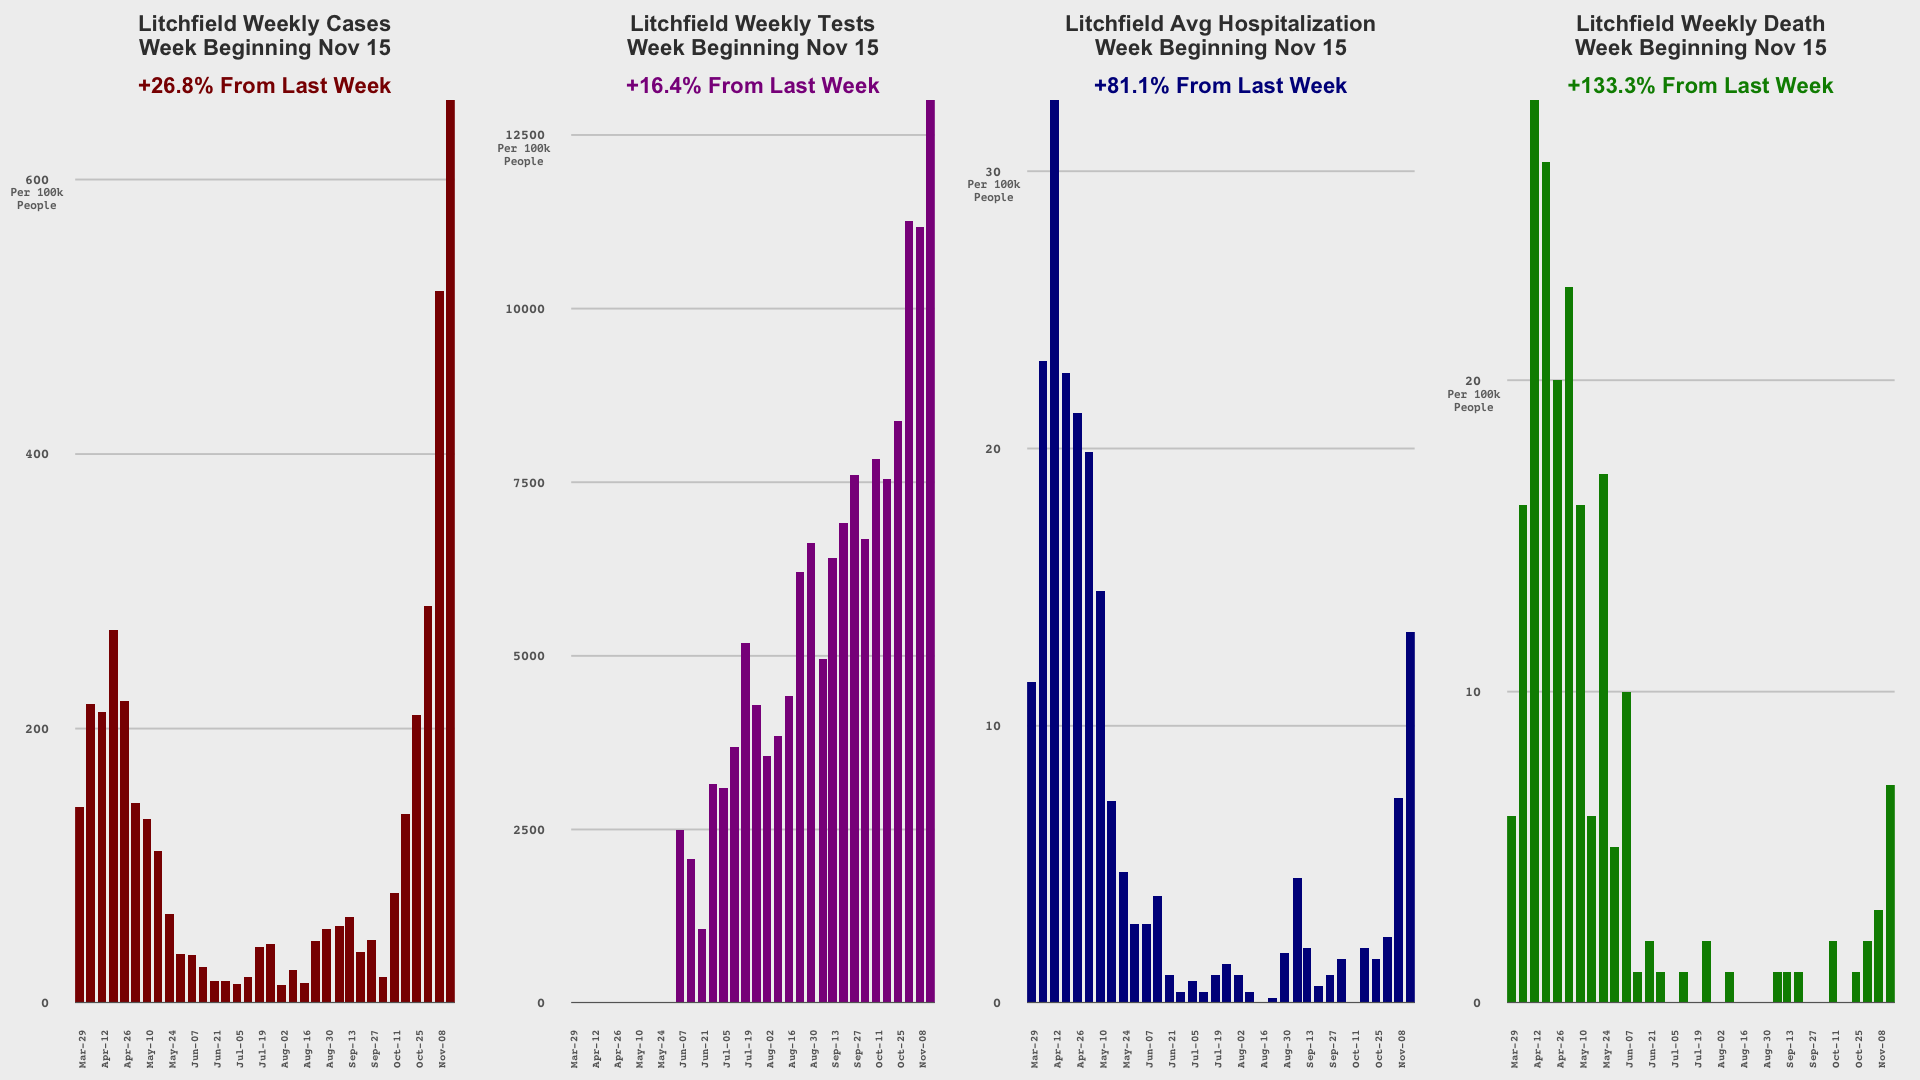 Litchfield Weekly Cases
Week Beginning Nov 15
+26.8% From Last Week
600
Per 100k
People
400
200
0
Mar-29
Apr-12
Apr-26
May-10
May-24
Jun-07
Jun-21
Jul-05
Jul-19
Aug-02
Aug-16
Aug-30
Sep-13
Sep-27
Oct-11
Oct-25
Nov-08
Litchfield Weekly Tests
Week Beginning Nov 15
+16.4% From Last Week
12500
Per 100k
People
10000
7500
5000
2500
0
Mar-29
Apr-12
Apr-26
May-10
May-24
Jun-07
Jun-21
Jul-05
Jul-19
Aug-02
Aug-16
Aug-30
Sep-13
Sep-27
Oct-11
Oct-25
Nov-08
Litchfield Avg Hospitalization
Week Beginning Nov 15
+81.1% From Last Week
30
Per 100k
People
20
10
0
Mar-29
Apr-12
Apr-26
May-10
May-24
Jun-07
Jun-21
Jul-05
Jul-19
Aug-02
Aug-16
Aug-30
Sep-13
Sep-27
Oct-11
Oct-25
Nov-08
Litchfield Weekly Death
Week Beginning Nov 15
+133.3% From Last Week
20
Per 100k
People
10
0
Mar-29
Apr-12
Apr-26
May-10
May-24
Jun-07
Jun-21
Jul-05
Jul-19
Aug-02
Aug-16
Aug-30
Sep-13
Sep-27
Oct-11
Oct-25
Nov-08